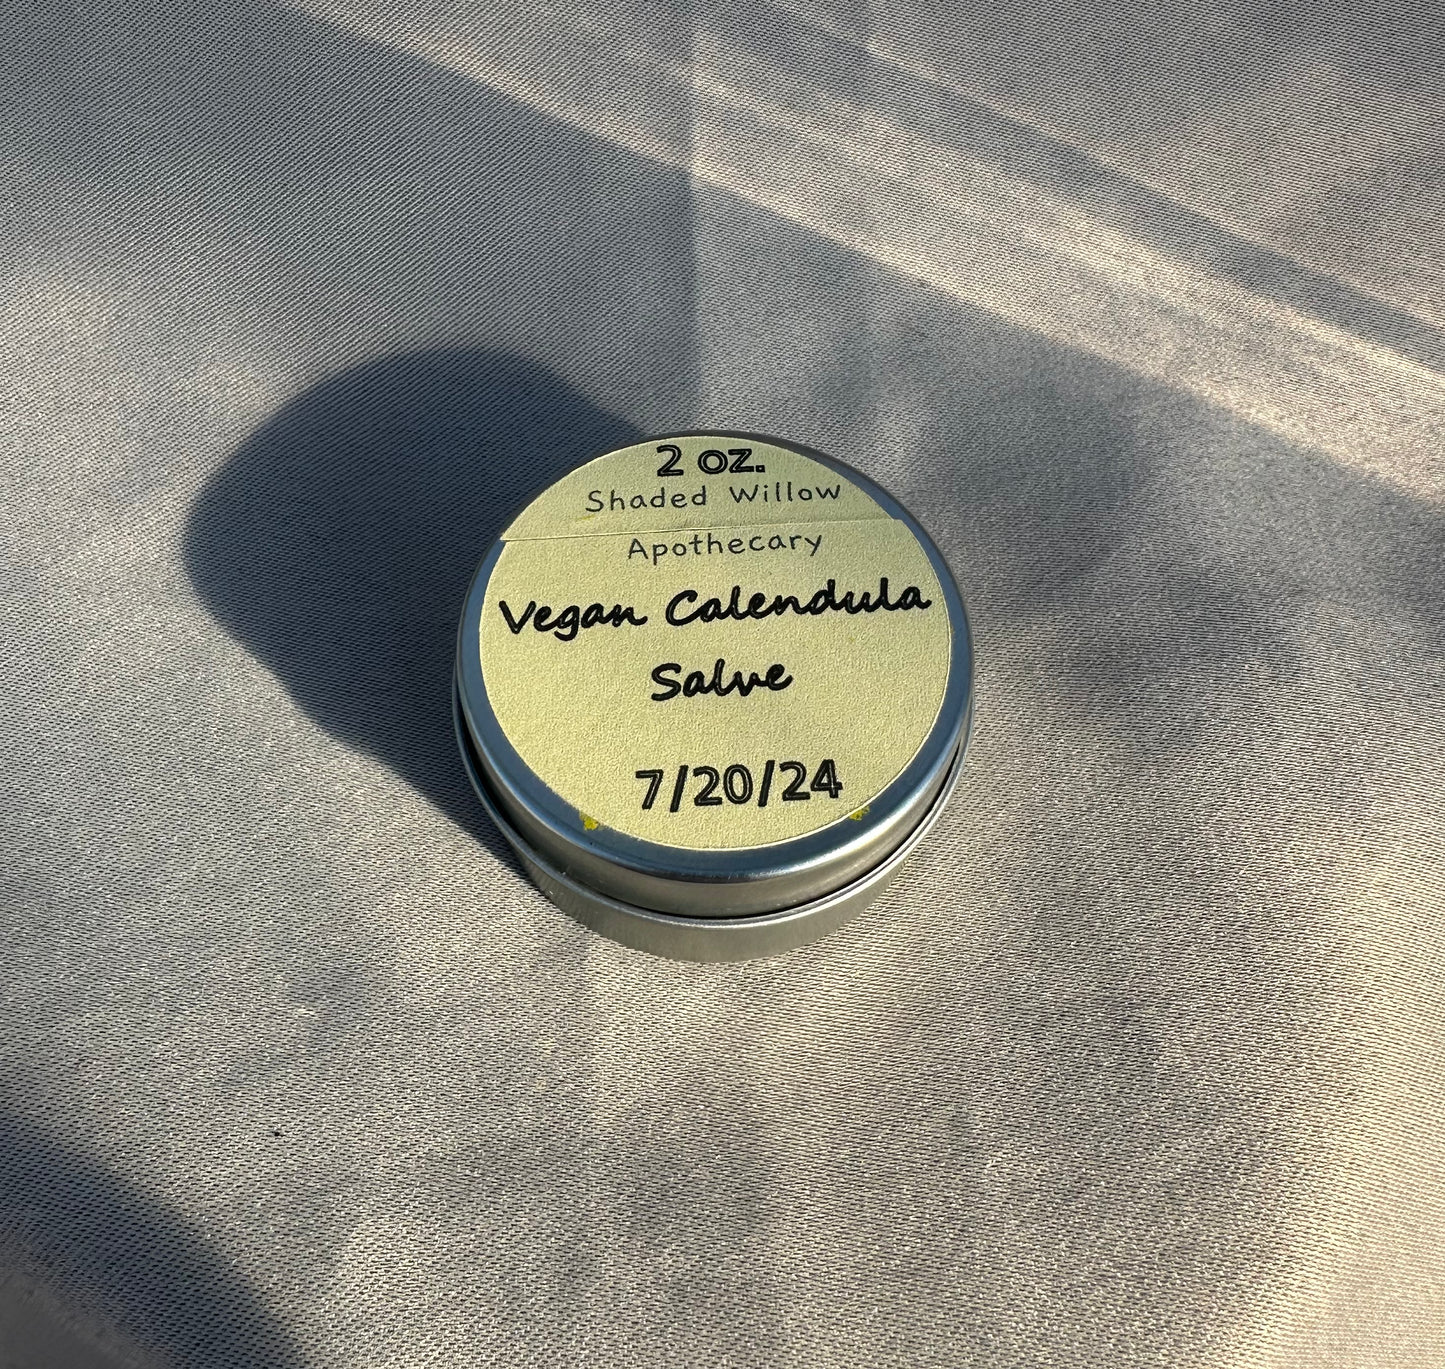 2 oz.
Shaded Willow
Apothecary
Vegan Calendula
Salve
7/20/24